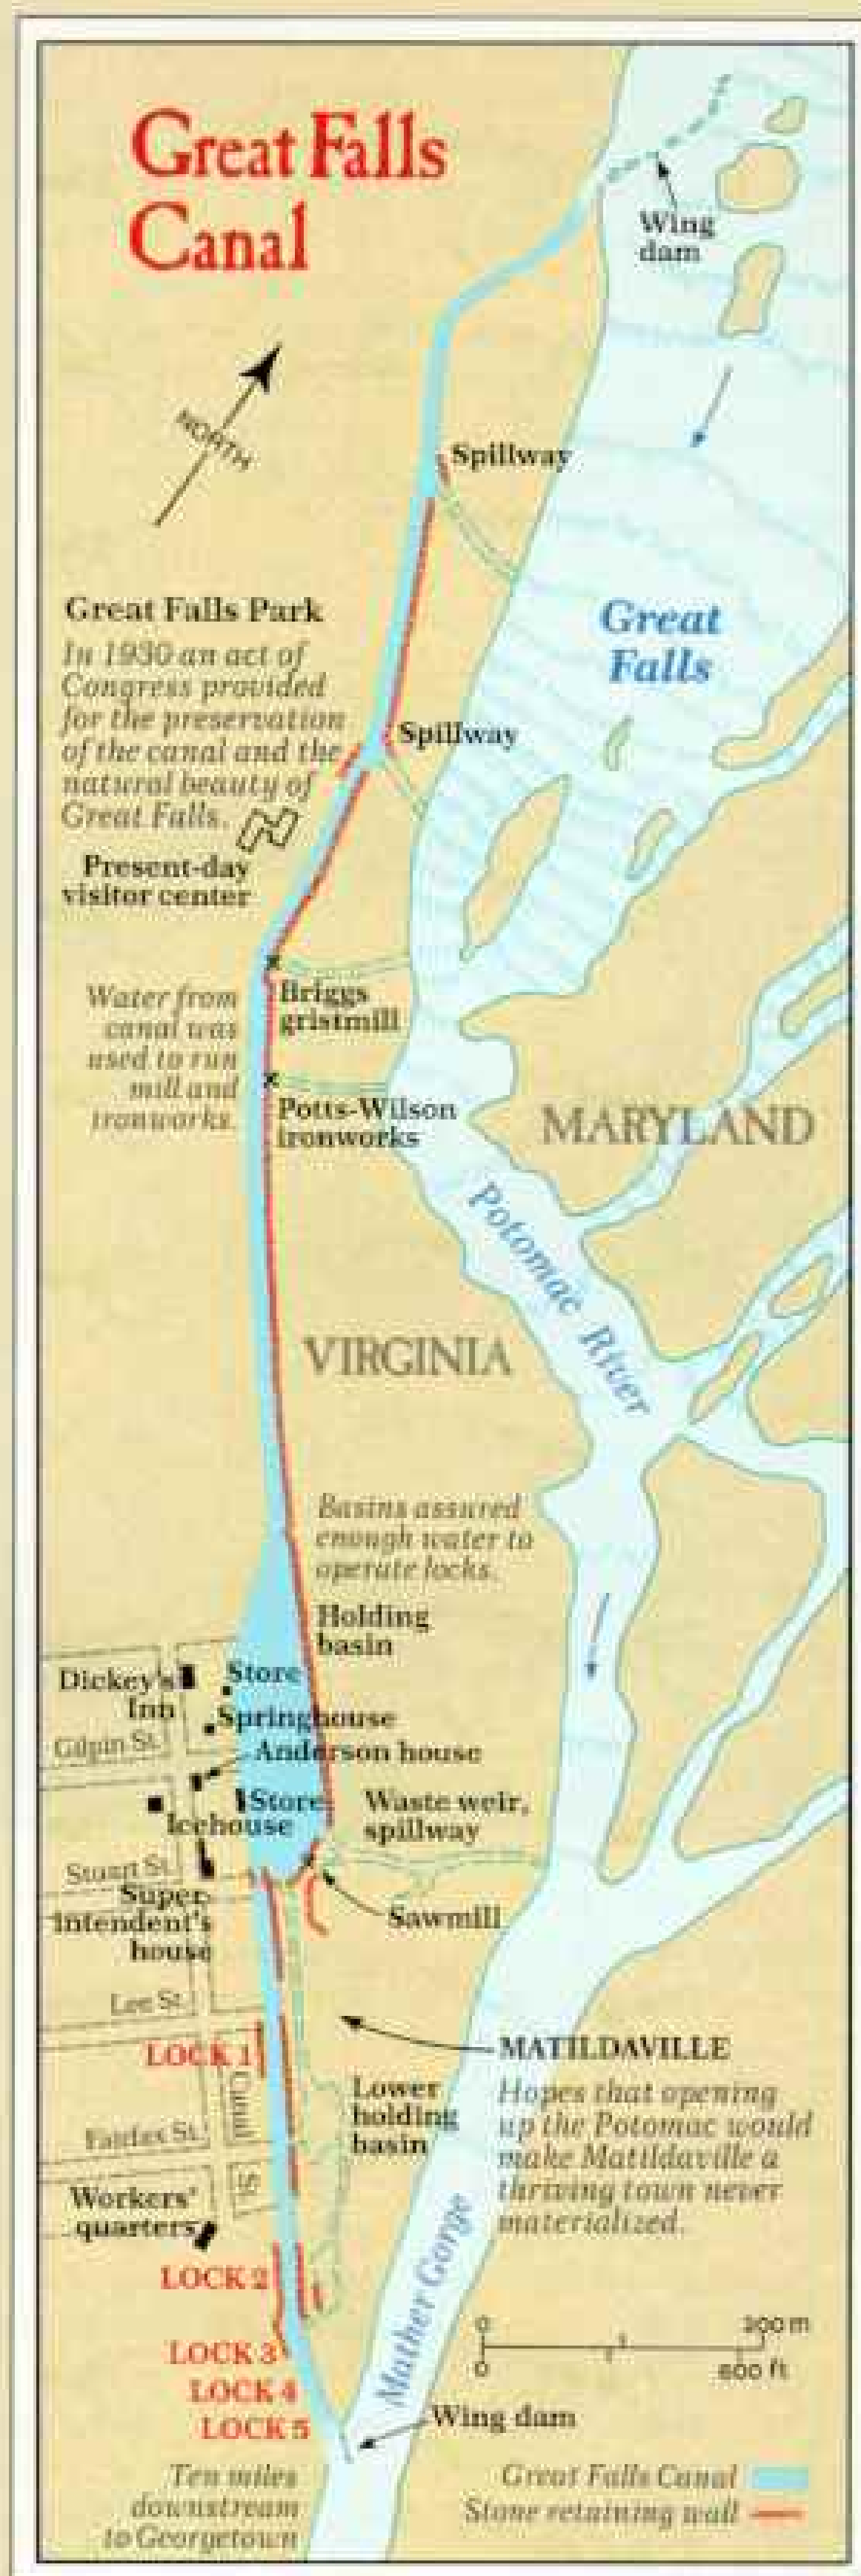 Great Falls
Canal
Wing
dam
NORTH
Spillway
Great Falls Park
In 1930 an act of
Congress provided
for the preservation
of the canal and the
natural beauty of
Great Falls.
Great
Falls
Spillway
Present-day
visitor center
Water from
canal was
used to run
mill and
ironworks.
Briggs
gristmill
Potts-Wilson
ironworks
MARYLAND
Potomac River
VIRGINIA
Basins assured
enough water to
operate locks.
Holding
basin
Dickey's
Inn
Store
Springhouse
Gilpin St.
Anderson house
Store
Icehouse
Waste weir,
spillway
Stuart St.
Super-
intendent's
house
Sawmill
Lee St.
LOCK 1
Canal
St.
MATILDAVILLE
Hopes that opening
up the Potomac would
make Matildaville a
thriving town never
materialized.
Lower
holding
basin
Fairfax St.
Workers'
quarters
LOCK 2
LOCK 3
LOCK 4
LOCK 5
Mather Gorge
0 200 m
0 600 ft
Wing dam
Ten miles
downstream
to Georgetown
Great Falls Canal
Stone retaining wall